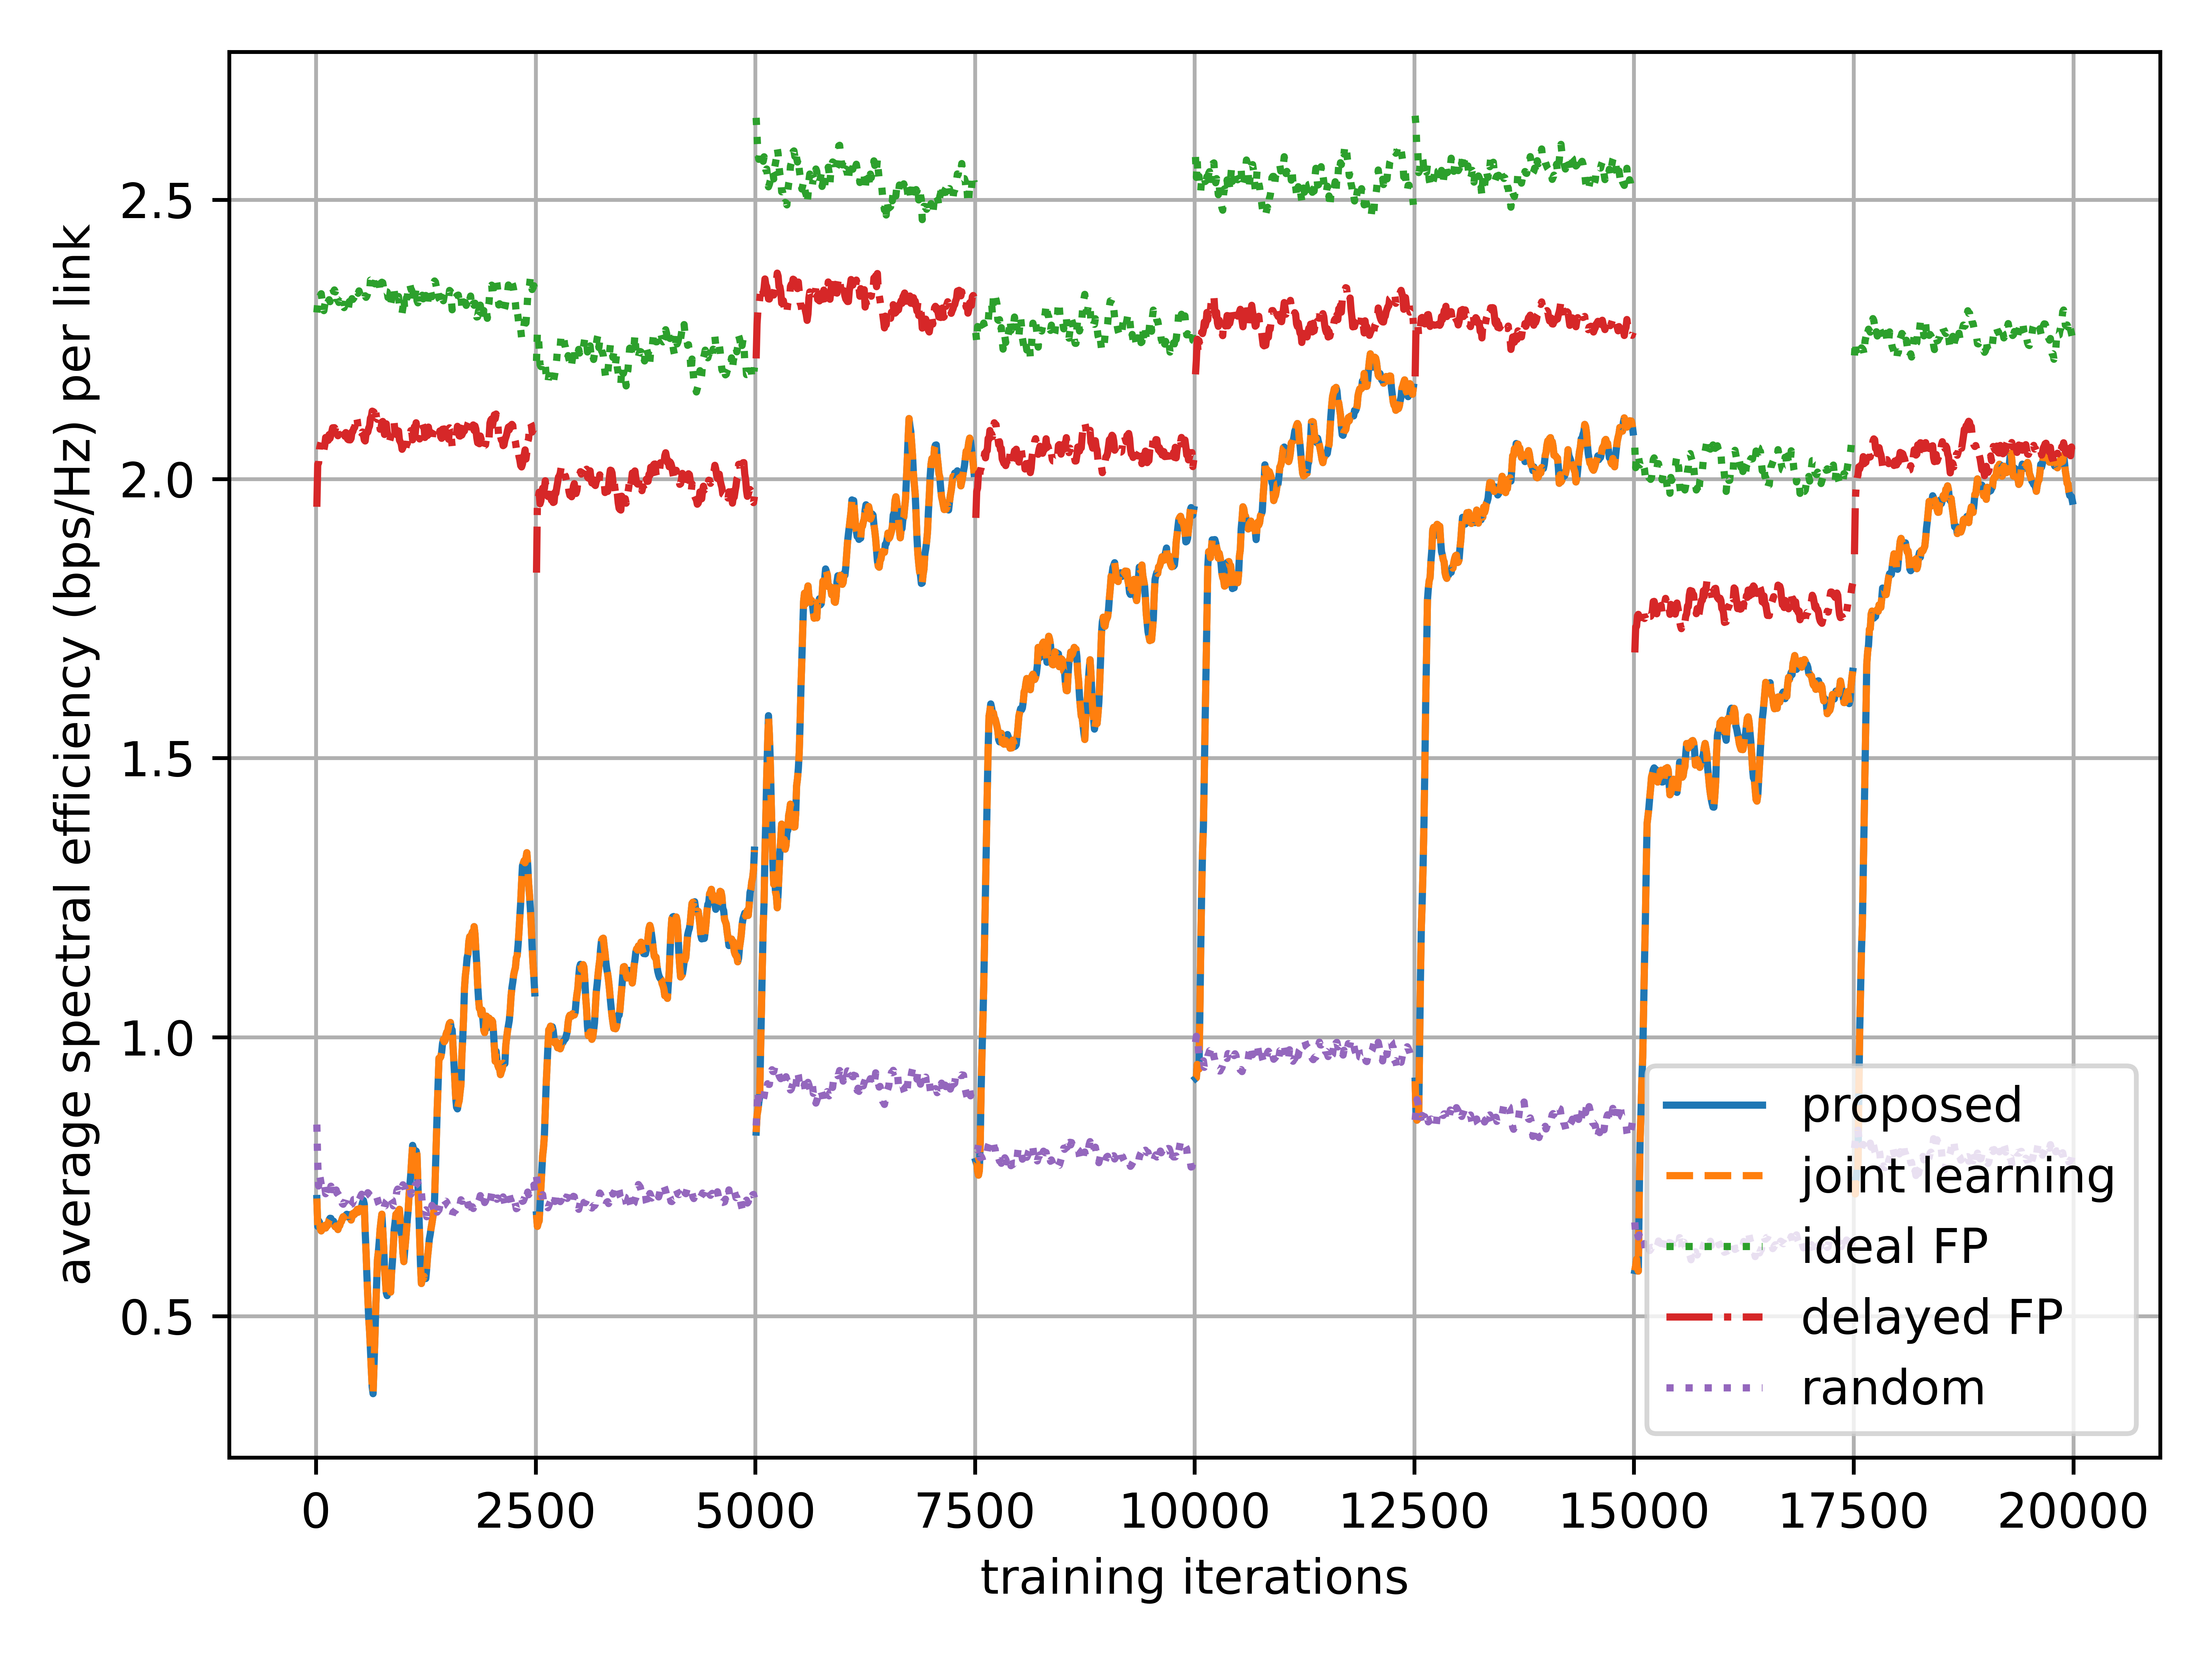 average spectral efficiency (bps/Hz) per link
2.5
2.0
1.5
1.0
0.5
proposed
joint learning
ideal FP
delayed FP
random
0 2500 5000 7500 10000 12500 15000 17500 20000
training iterations